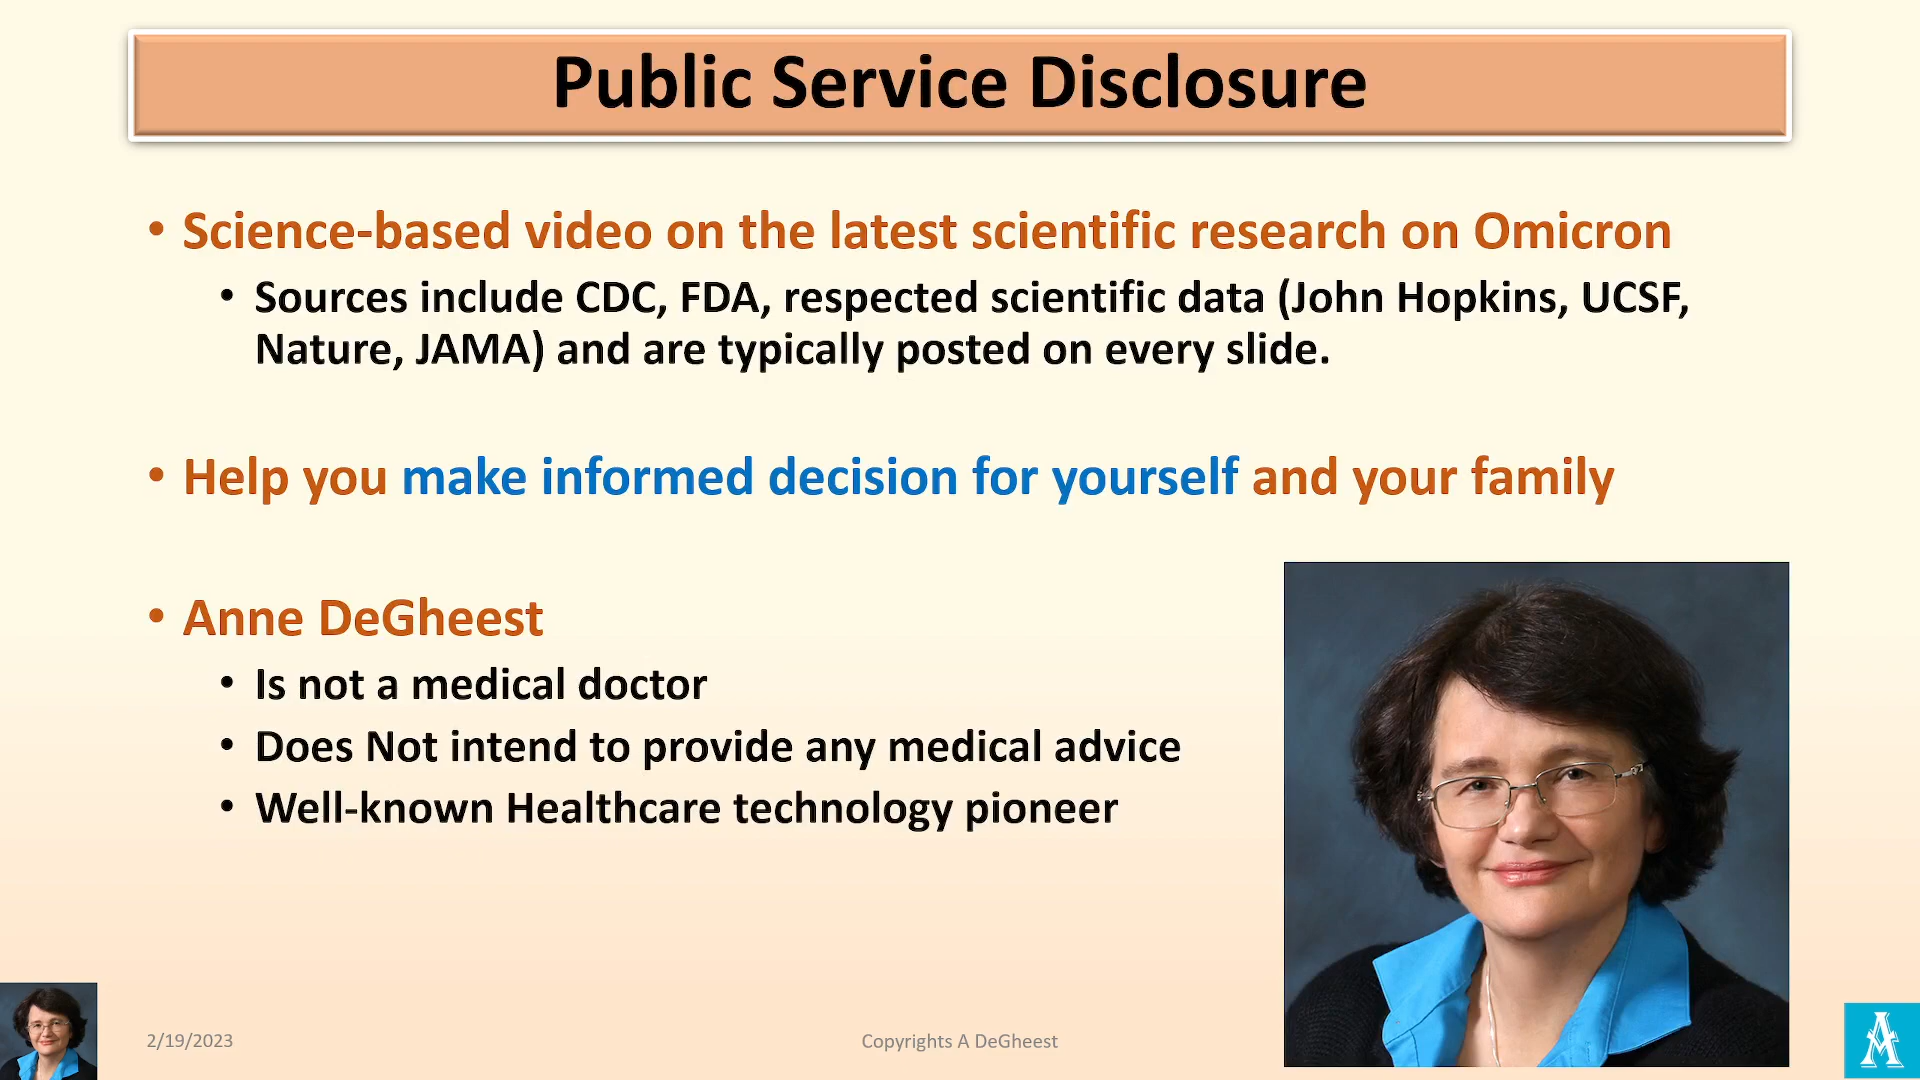 Public Service Disclosure
• Science-based video on the latest scientific research on Omicron
• Sources include CDC, FDA, respected scientific data (John Hopkins, UCSF,
Nature, JAMA) and are typically posted on every slide.
• Help you make informed decision for yourself and your family
• Anne DeGheest
• Is not a medical doctor
• Does Not intend to provide any medical advice
• Well-known Healthcare technology pioneer
2/19/2023
Copyrights A DeGheest
A